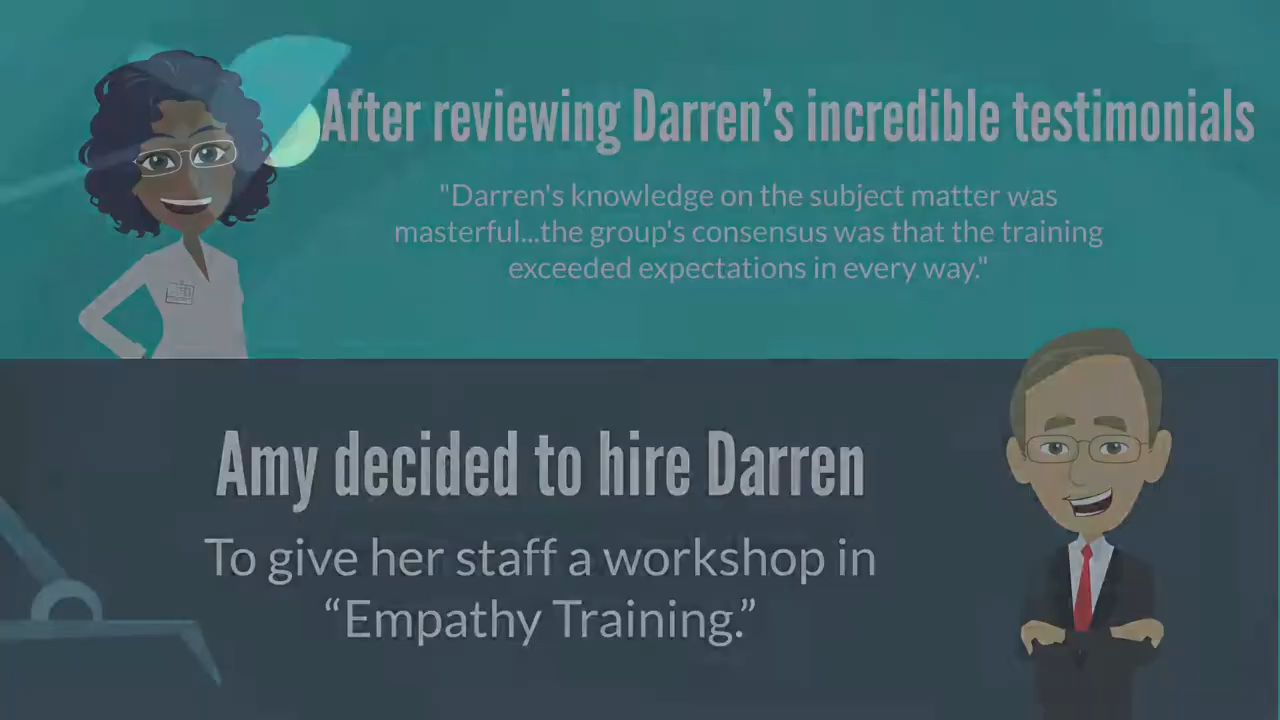 After reviewing Darren’s incredible testimonials
"Darren's knowledge on the subject matter was
masterful...the group's consensus was that the training
exceeded expectations in every way."
Amy decided to hire Darren
To give her staff a workshop in
“Empathy Training.”